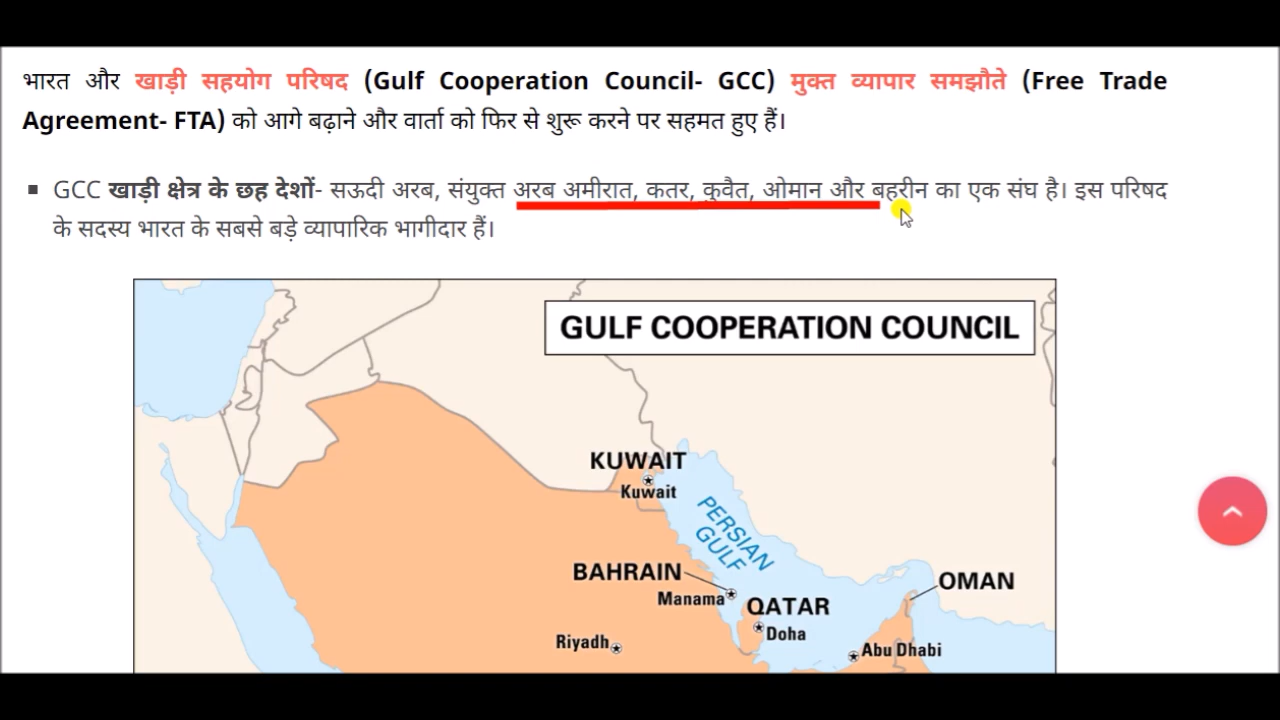 भारत और खाड़ी सहयोग परिषद (Gulf Cooperation Council- GCC) मुक्त व्यापार समझौते (Free Trade
Agreement- FTA) को आगे बढ़ाने और वार्ता को फिर से शुरू करने पर सहमत हुए हैं।
GCC खाड़ी क्षेत्र के छह देशों- सऊदी अरब, संयुक्त अरब अमीरात, कतर, कुवैत, ओमान और बहरीन का एक संघ है। इस परिषद
के सदस्य भारत के सबसे बड़े व्यापारिक भागीदार हैं।
GULF COOPERATION COUNCIL
KUWAIT
Kuwait
PERSIAN
GULF
BAHRAIN
Manama
QATAR
Doha
OMAN
Riyadh
Abu Dhabi